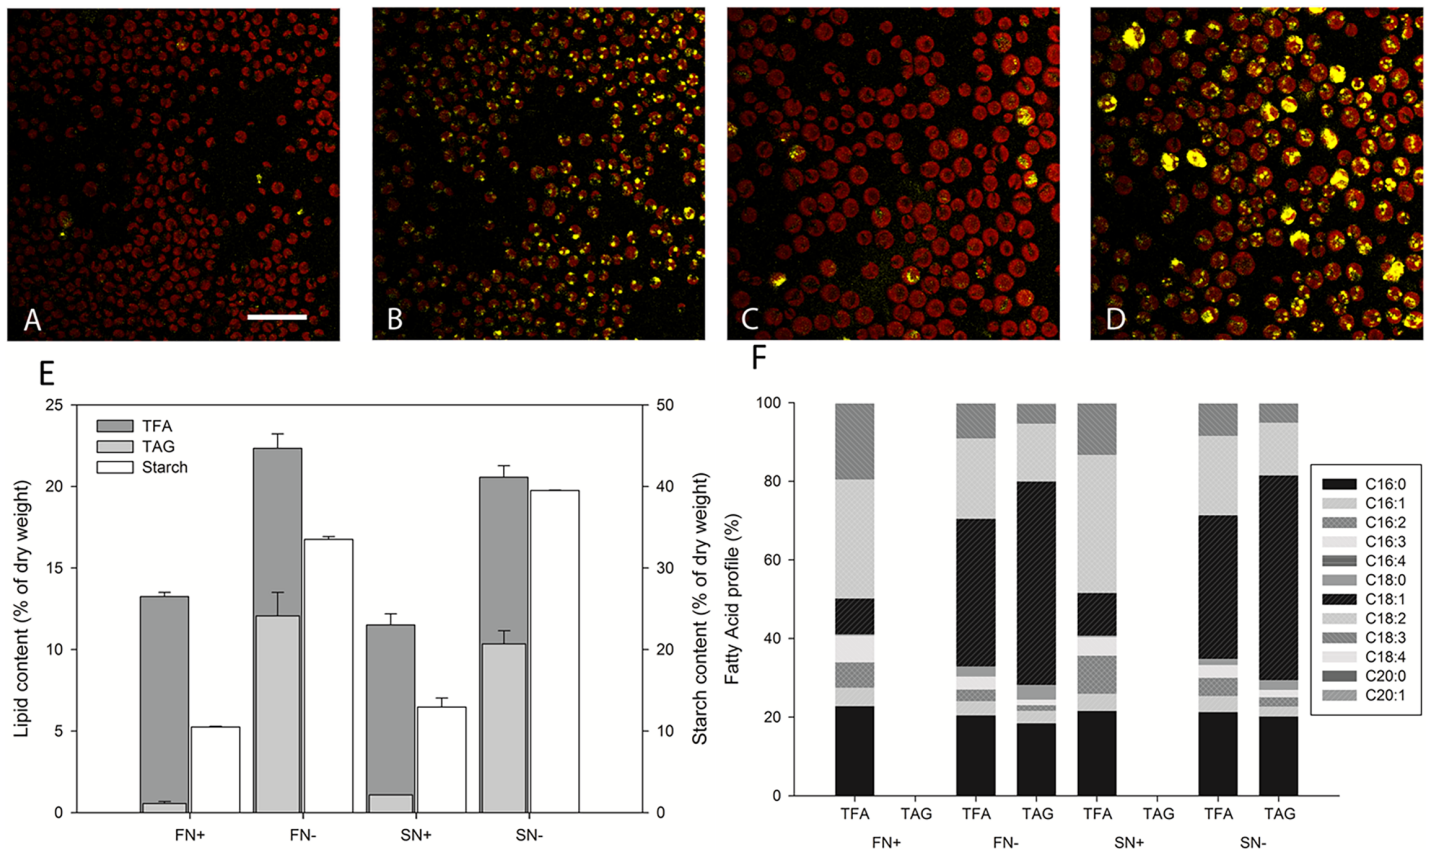 A
B
C
D
E
F
25
20
15
10
5
0
Lipid content (% of dry weight)
TFA
TAG
Starch
50
40
30
20
10
0
Starch content (% of dry weight)
FN+
FN-
SN+
SN-
100
80
60
40
20
0
Fatty Acid profile (%)
TFA TAG TFA TAG TFA TAG TFA TAG
FN+ FN- SN+ SN-
C16:0
C16:1
C16:2
C16:3
C16:4
C18:0
C18:1
C18:2
C18:3
C18:4
C20:0
C20:1